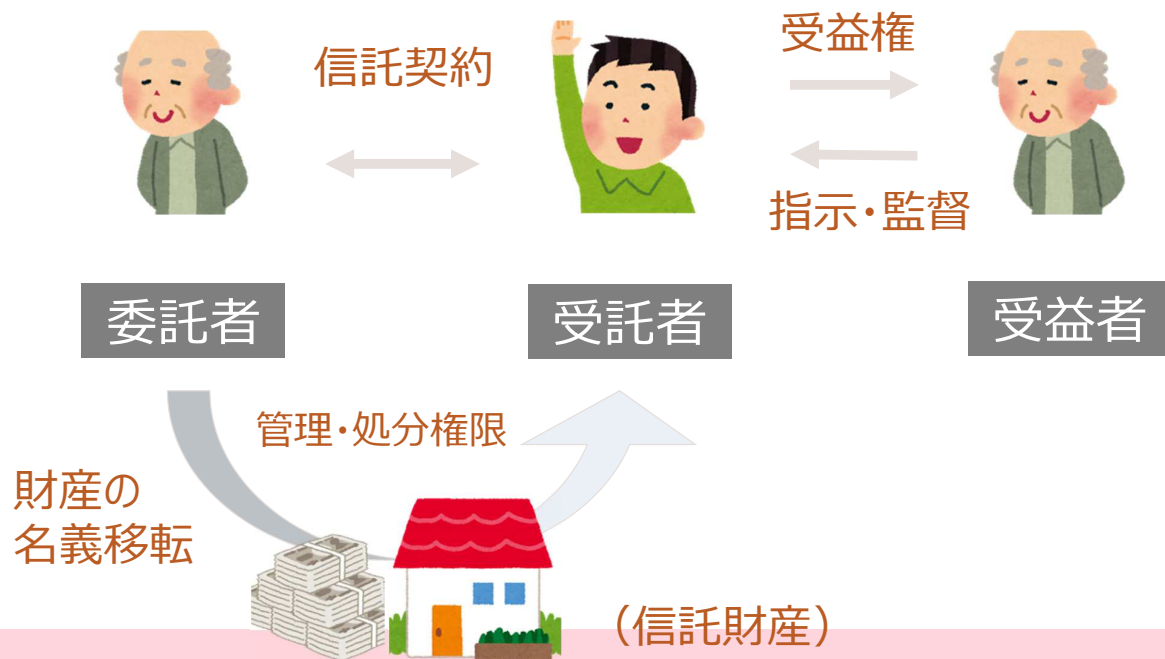 信託契約
受益権
指示・監督
委託者
受託者
受益者
管理・処分権限
財産の
名義移転
（信託財産）